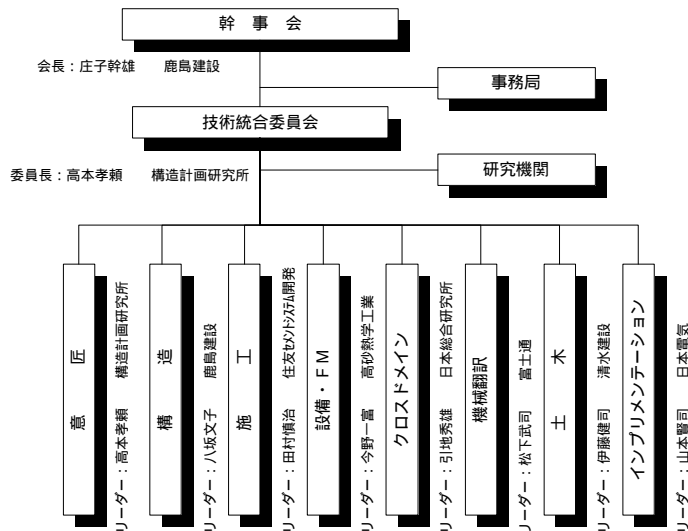 幹 事 会
会長：庄子幹雄　鹿島建設
事務局
技術統合委員会
委員長：高本孝頼　構造計画研究所
研究機関
意 匠
リーダー：高本孝頼　構造計画研究所
構 造
リーダー：八坂文子　鹿島建設
施 工
リーダー：田村慎治　住友セメントシステム開発
設備・ＦＭ
リーダー：今野一富　高砂熱学工業
クロスドメイン
リーダー：引地秀雄　日本総合研究所
機械翻訳
リーダー：松下武司　富士通
土 木
リーダー：伊藤健司　清水建設
インプリメンテーション
リーダー：山本賢司　日本電気